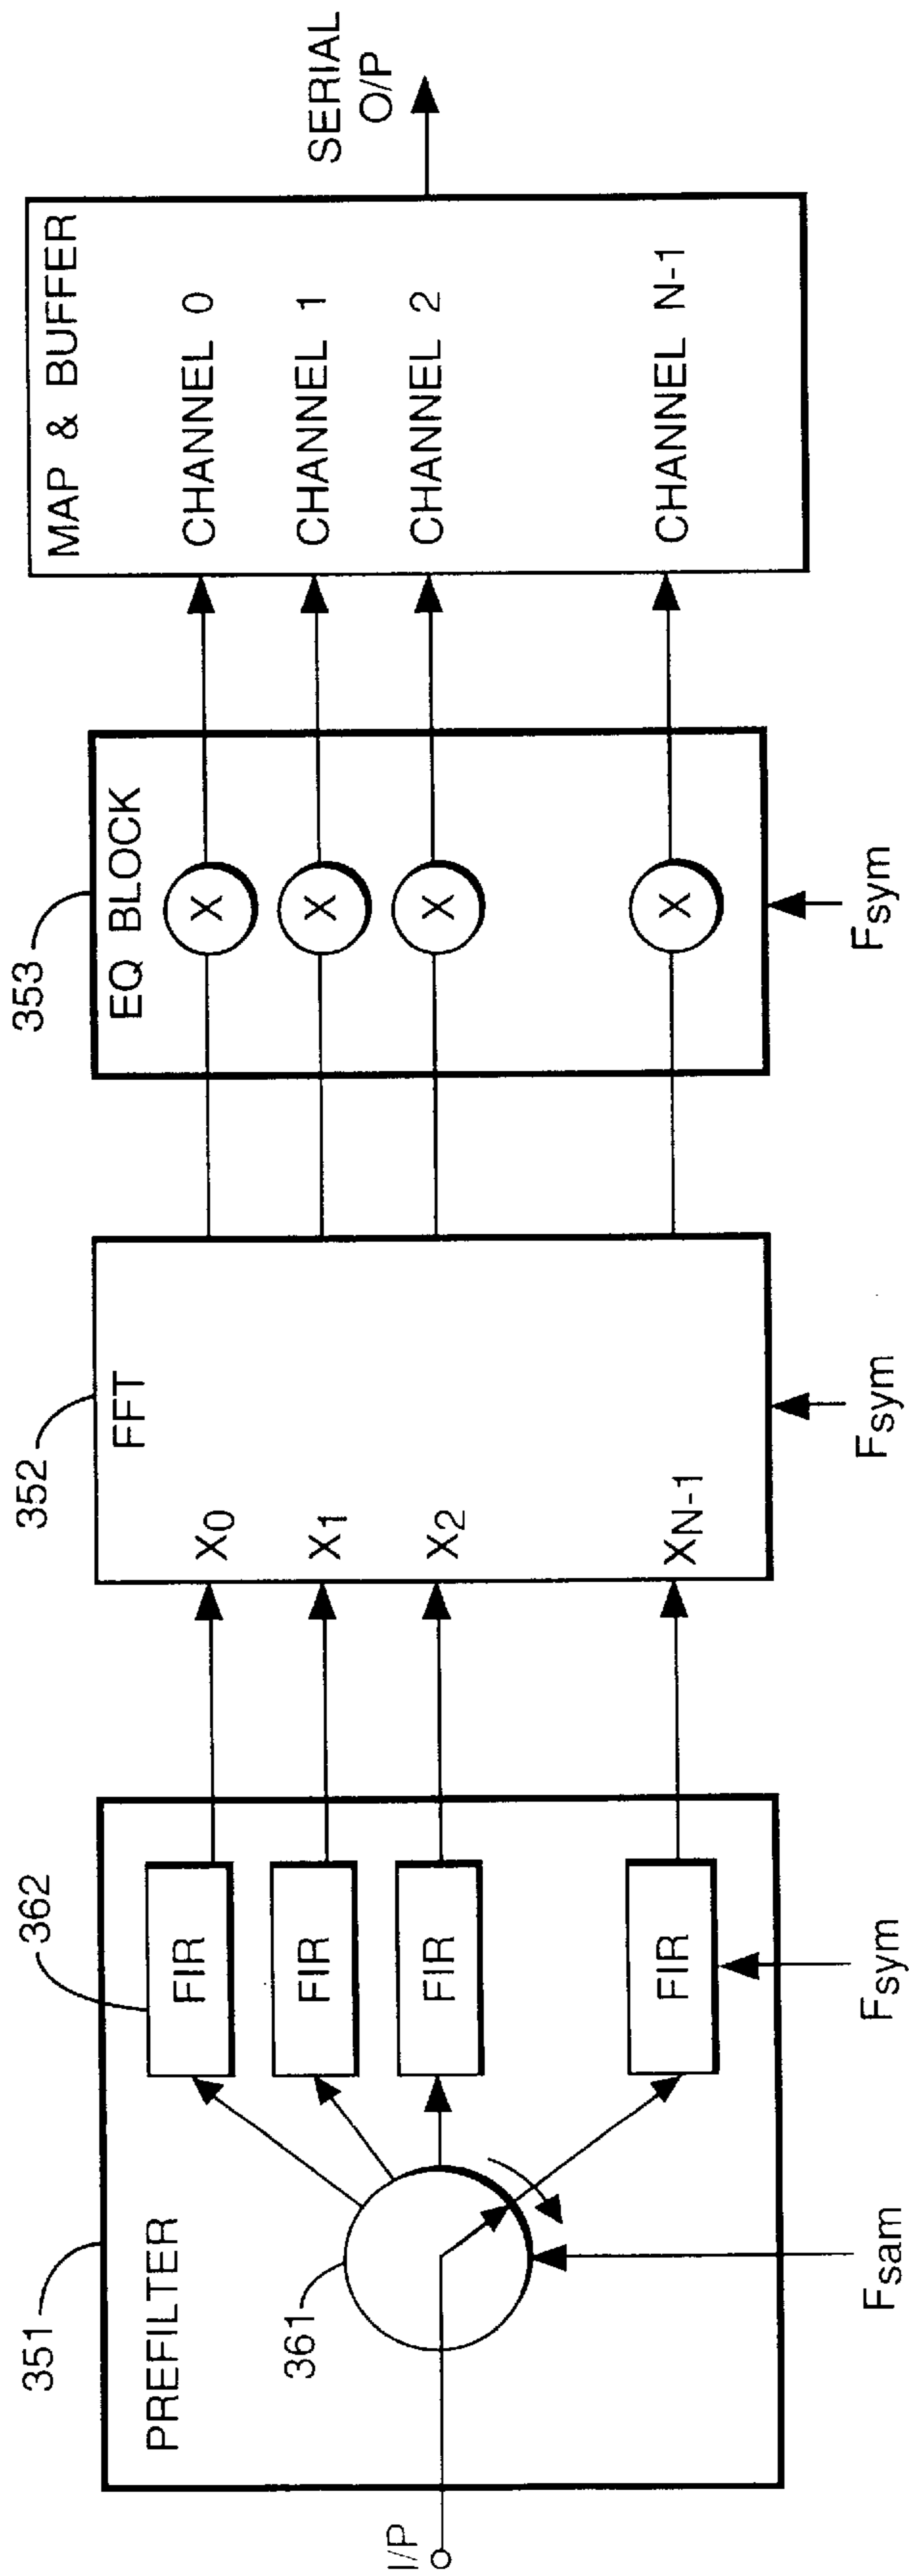 351
PREFILTER
I/P
361
362
FIR
FIR
FIR
FIR
Fsam
Fsym
352
FFT
X0
X1
X2
XN-1
Fsym
353
EQ BLOCK
X
X
X
X
Fsym
MAP & BUFFER
CHANNEL 0
CHANNEL 1
CHANNEL 2
CHANNEL N-1
SERIAL
O/P